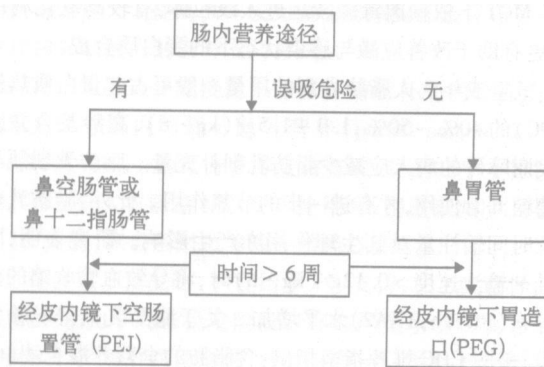 肠内营养途径
有
误吸危险
无
鼻空肠管或
鼻十二指肠管
鼻胃管
时间＞6周
经皮内镜下空肠
置管（PEJ）
经皮内镜下胃造
口(PEG)